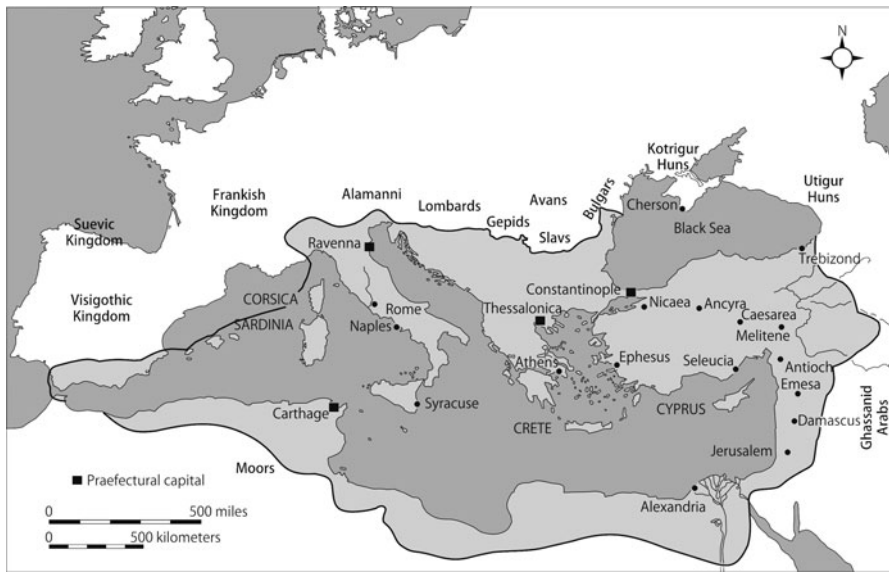 N
Kotrigur
Huns
Utigur
Huns
Avans
Bulgars
Alamanni
Lombards
Gepids
Slavs
Frankish
Kingdom
Suevic
Kingdom
Cherson
Black Sea
Ravenna
Trebizond
Visigothic
Kingdom
CORSICA
SARDINIA
Rome
Naples
Constantinople
Thessalonica
Nicaea
Ancyra
Caesarea
Melitene
Athens
Ephesus
Seleucia
Antioch
Emesa
Carthage
Syracuse
CRETE
CYPRUS
Damascus
Ghassanid
Arabs
Moors
Jerusalem
Alexandria
Praefectural capital
0 500 miles
0 500 kilometers